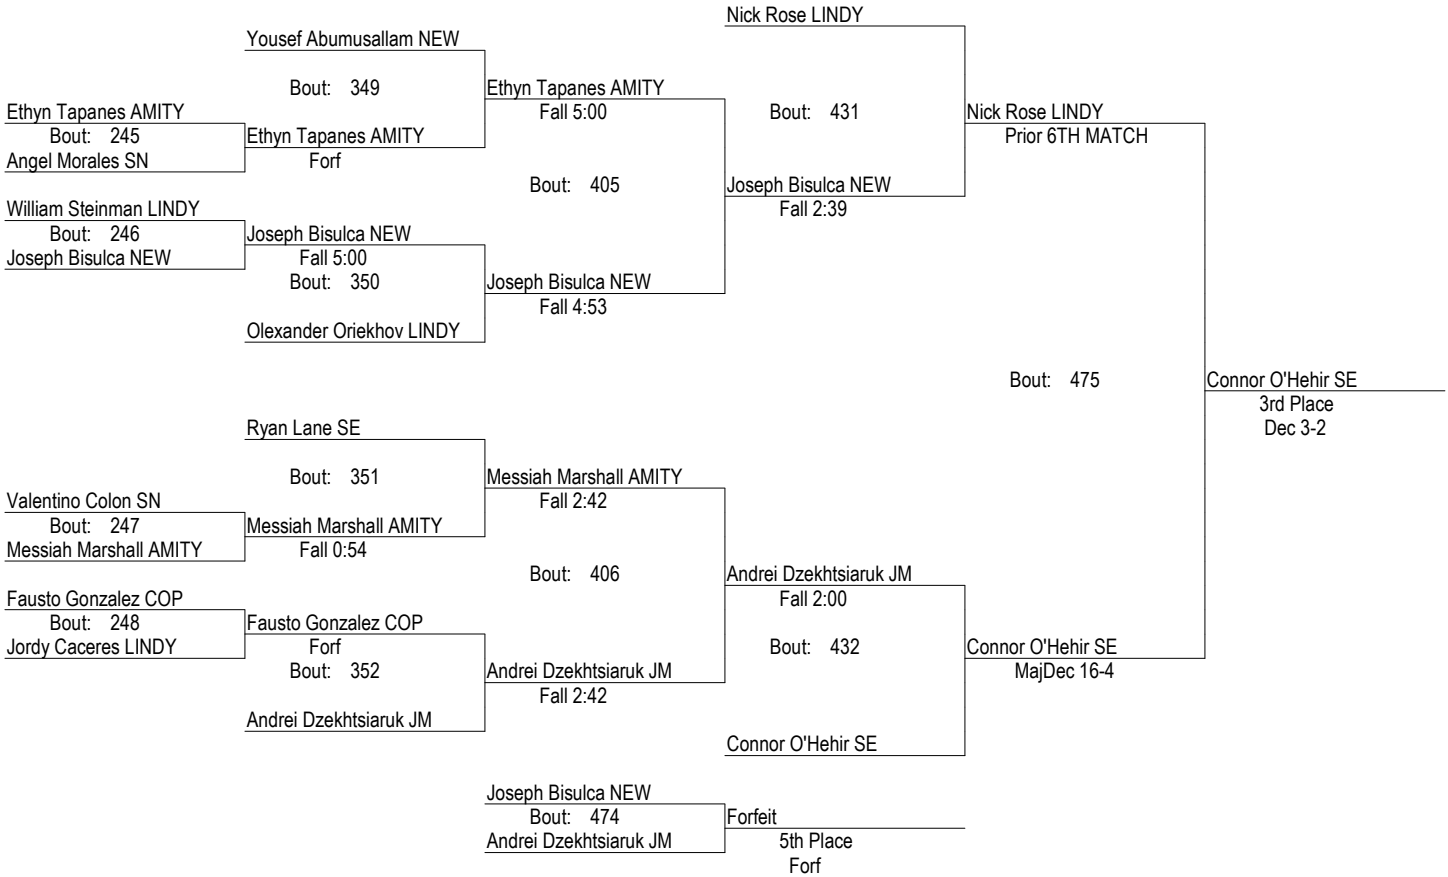 Nick Rose LINDY
Yousef Abumusallam NEW
Bout: 349
Ethyn Tapanes AMITY
Fall 5:00
Bout: 431
Ethyn Tapanes AMITY
Bout: 245
Angel Morales SN
Ethyn Tapanes AMITY
Forf
Nick Rose LINDY
Prior 6TH MATCH
Bout: 405
Joseph Bisulca NEW
Fall 2:39
William Steinman LINDY
Bout: 246
Joseph Bisulca NEW
Joseph Bisulca NEW
Fall 5:00
Bout: 350
Joseph Bisulca NEW
Fall 4:53
Olexander Oriekhov LINDY
Bout: 475
Connor O'Hehir SE
3rd Place
Dec 3-2
Ryan Lane SE
Bout: 351
Messiah Marshall AMITY
Fall 2:42
Valentino Colon SN
Bout: 247
Messiah Marshall AMITY
Messiah Marshall AMITY
Fall 0:54
Bout: 406
Andrei Dzekhtsiaruk JM
Fall 2:00
Fausto Gonzalez COP
Bout: 248
Jordy Caceres LINDY
Fausto Gonzalez COP
Forf
Bout: 352
Bout: 432
Connor O'Hehir SE
MajDec 16-4
Andrei Dzekhtsiaruk JM
Fall 2:42
Andrei Dzekhtsiaruk JM
Connor O'Hehir SE
Joseph Bisulca NEW
Bout: 474
Andrei Dzekhtsiaruk JM
Forfeit
5th Place
Forf